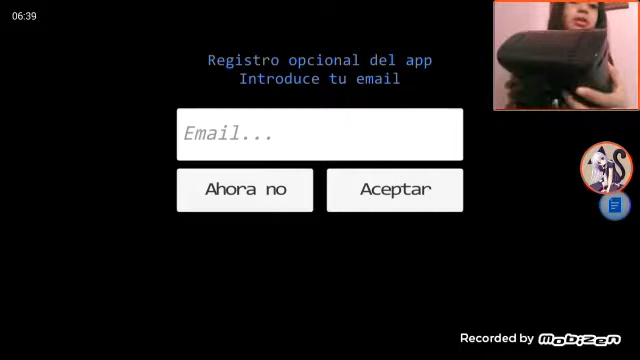 06:39
Registro opcional del app
Introduce tu email
Email...
Ahora no
Aceptar
Recorded by Mobizen